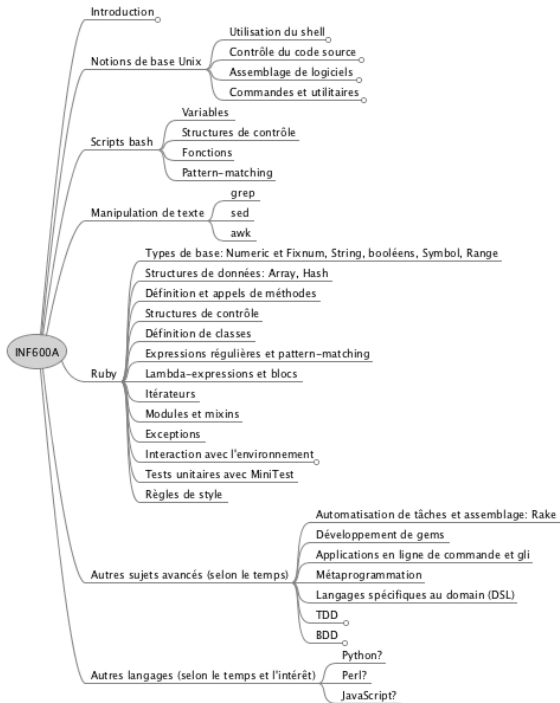 INF600A
Introduction
Notions de base Unix
Utilisation du shell
Contrôle du code source
Assemblage de logiciels
Commandes et utilitaires
Scripts bash
Variables
Structures de contrôle
Fonctions
Pattern-matching
Manipulation de texte
grep
sed
awk
Ruby
Types de base: Numeric et Fixnum, String, booléens, Symbol, Range
Structures de données: Array, Hash
Définition et appels de méthodes
Structures de contrôle
Définition de classes
Expressions régulières et pattern-matching
Lambda-expressions et blocs
Itérateurs
Modules et mixins
Exceptions
Interaction avec l'environnement
Tests unitaires avec MiniTest
Règles de style
Autres sujets avancés (selon le temps)
Automatisation de tâches et assemblage: Rake
Développement de gems
Applications en ligne de commande et gli
Métaprogrammation
Langages spécifiques au domain (DSL)
TDD
BDD
Autres langages (selon le temps et l'intérêt)
Python?
Perl?
JavaScript?